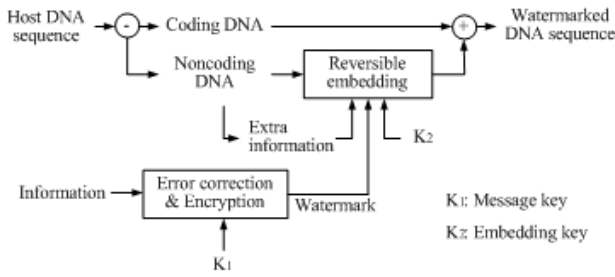 Host DNA
sequence
-
Coding DNA
+
Watermarked
DNA sequence
Noncoding
DNA
Reversible
embedding
Extra
information
K2
Information
Error correction
& Encryption
Watermark
K1
K1: Message key
K2: Embedding key